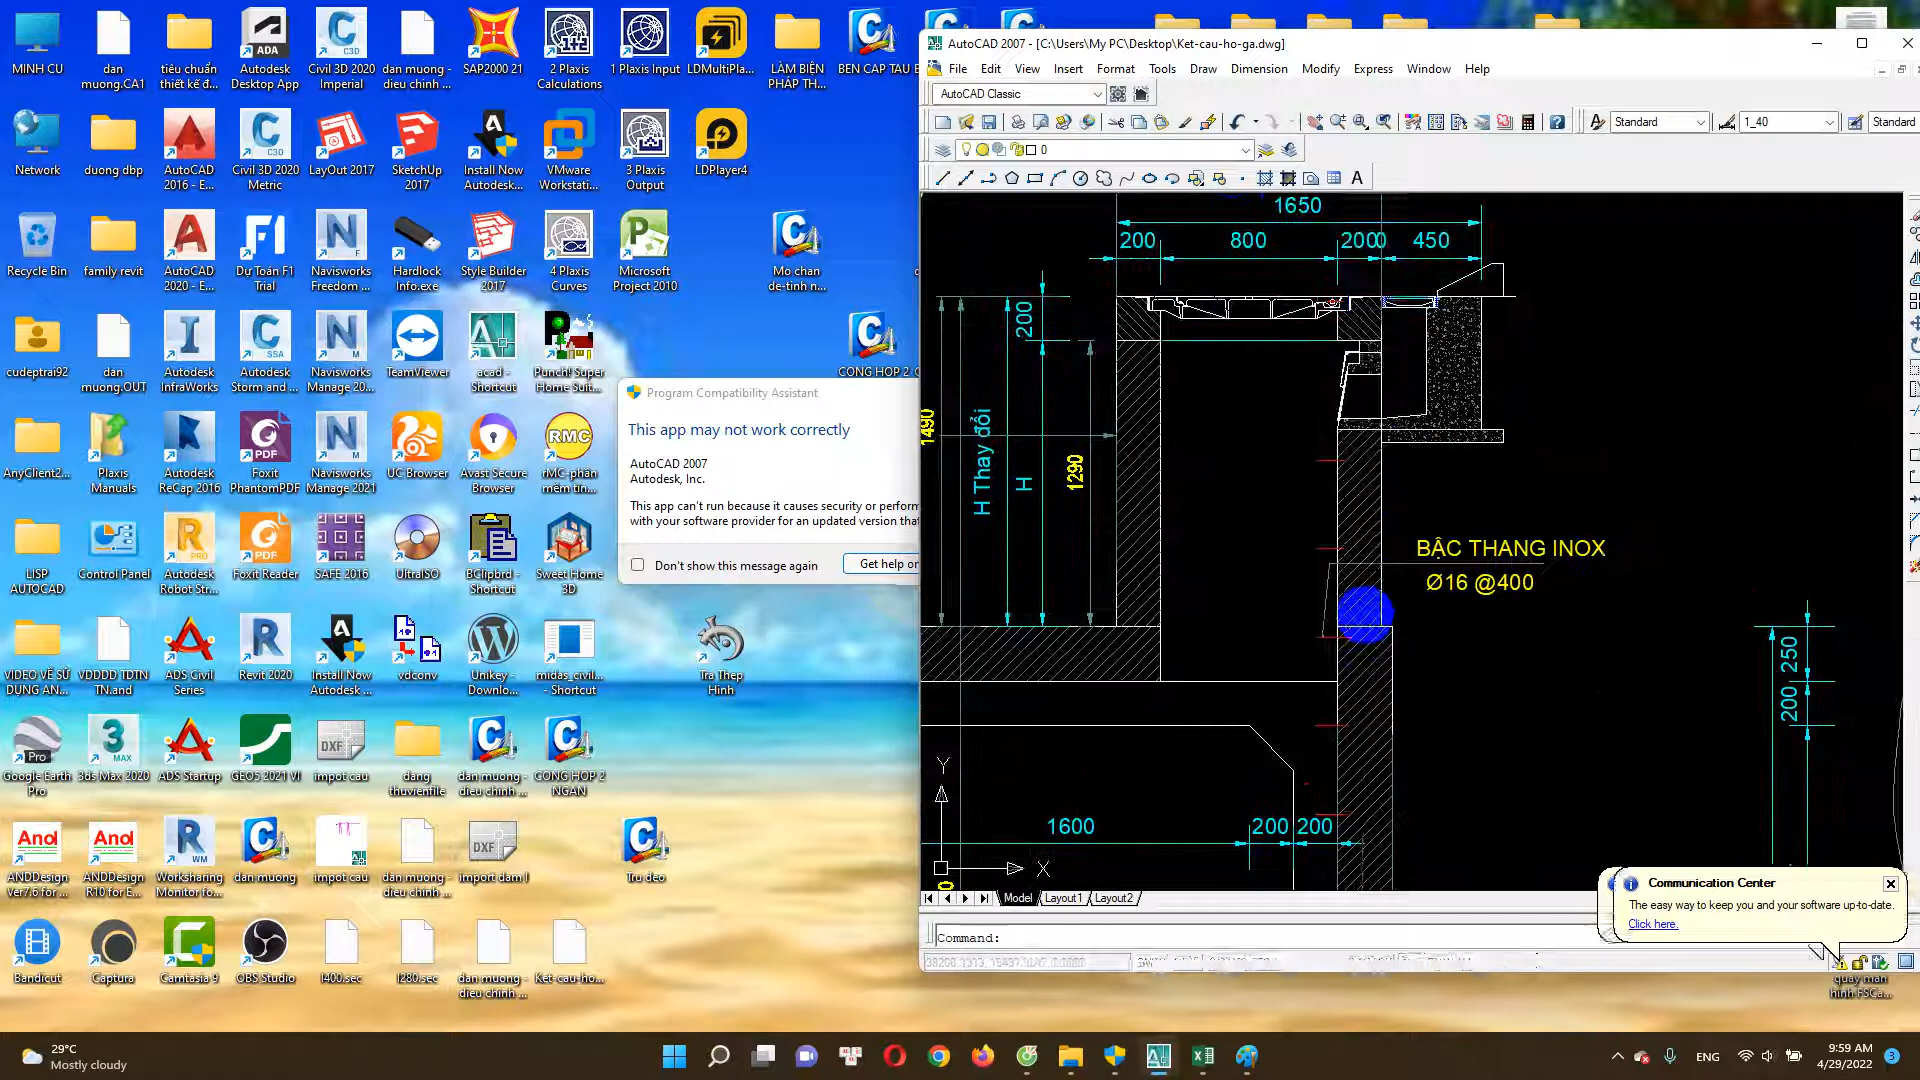 MINH CU
dan muong.CA1
tiêu chuẩn thiết kế đ...
Autodesk Desktop App
Civil 3D 2020 Imperial
dan muong - dieu chinh ...
SAP2000 21
2 Plaxis Calculations
1 Plaxis Input
LDMultiPla...
LÀM BIỆN PHÁP TH...
BEN CAP TAU
Network
duong dbp
AutoCAD 2016 - E...
Civil 3D 2020 Metric
LayOut 2017
SketchUp 2017
Install Now Autodesk...
VMware Workstati...
3 Plaxis Output
LDPlayer4
Recycle Bin
family revit
AutoCAD 2020 - E...
Dự Toán F1 Trial
Navisworks Freedom ...
Hardlock Info.exe
Style Builder 2017
4 Plaxis Curves
Microsoft Project 2010
Mo chan de-tinh n...
cudeptrai92
dan muong.OUT
Autodesk InfraWorks
Autodesk Storm and ...
Navisworks Manage 20...
TeamViewer
acad - Shortcut
Punch! Super Home Suit...
CONG HOP 2
AnyClient2...
Plaxis Manuals
Autodesk ReCap 2016
Foxit PhantomPDF
Navisworks Manage 2021
UC Browser
Avast Secure Browser
rMC-phần mềm tín...
LISP AUTOCAD
Control Panel
Autodesk Robot Str...
Foxit Reader
SAFE 2016
UltraISO
BClipbrd - Shortcut
Sweet Home 3D
VIDEO VẼ SỬ DỤNG AN...
VDDDD TDTN TN.and
ADS Civil Series
Revit 2020
Install Now Autodesk ...
vdconv
Unikey - Downlo...
midas_civil... - Shortcut
Tra Thep Hinh
Google Earth Pro
3ds Max 2020
ADS Startup
GEO5 2021 VI
impot cau
đăng thuvienfile
dan muong - dieu chinh ...
CONG HOP 2 NGAN
ANDDesign Ver7.6 for ...
ANDDesign R10 for E...
Worksharing Monitor fo...
dan muong
impot cau
dan muong - dieu chinh ...
import dam I
Tru deo
Bandicut
Captura
Camtasia 9
OBS Studio
I400.sec
I280.sec
dan muong - dieu chinh ...
Ket-cau-ho...
Program Compatibility Assistant
This app may not work correctly
AutoCAD 2007
Autodesk, Inc.
This app can't run because it causes security or perform
with your software provider for an updated version that
Don't show this message again
Get help on
AutoCAD 2007 - [C:\Users\My PC\Desktop\Ket-cau-ho-ga.dwg]
File Edit View Insert Format Tools Draw Dimension Modify Express Window Help
AutoCAD Classic
Standard
1_40
Standard
0
A
1650
200 800 200 450
200
1490
H Thay đổi
H
1290
BẬC THANG INOX
Ø16 @400
250
200
Y
X
1600
200 200
0
Model Layout1 Layout2
Command:
Communication Center
The easy way to keep you and your software up-to-date.
Click here.
quay man hinh FSCa...
29°C
Mostly cloudy
ENG
9:59 AM
4/29/2022
3